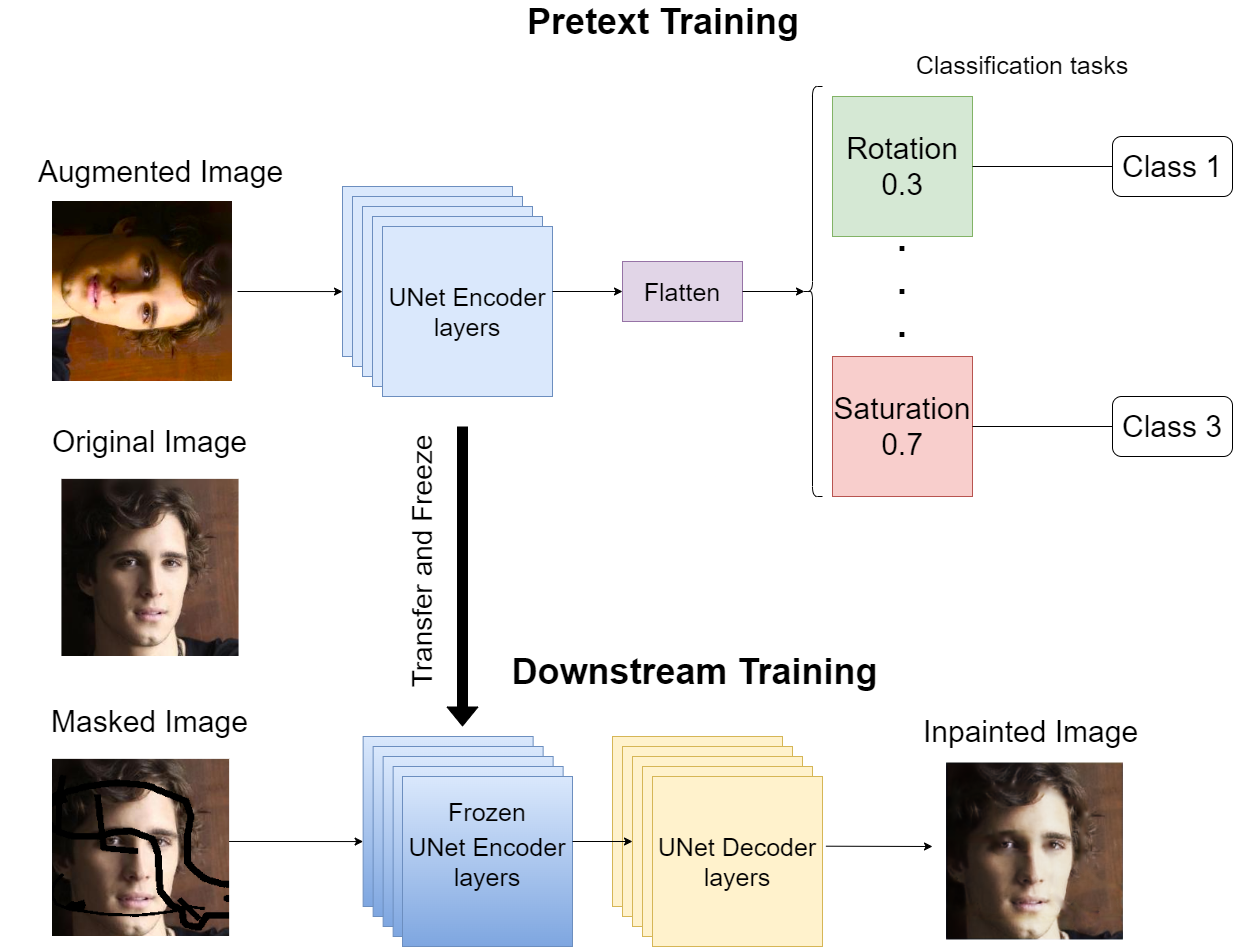 Pretext Training
Classification tasks
Augmented Image
Rotation
0.3
Class 1
UNet Encoder
layers
Flatten
.
.
.
Saturation
0.7
Class 3
Original Image
Transfer and Freeze
Downstream Training
Masked Image
Frozen
UNet Encoder
layers
UNet Decoder
layers
Inpainted Image